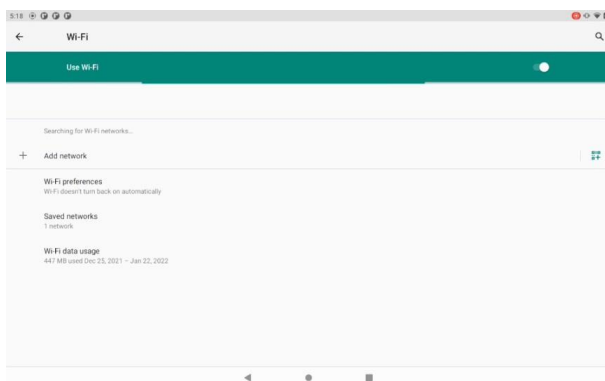 5:18
Wi-Fi
Use Wi-Fi
Searching for Wi-Fi networks…
Add network
Wi-Fi preferences
Wi-Fi doesn't turn back on automatically
Saved networks
1 network
Wi-Fi data usage
447 MB used Dec 25, 2021 – Jan 22, 2022